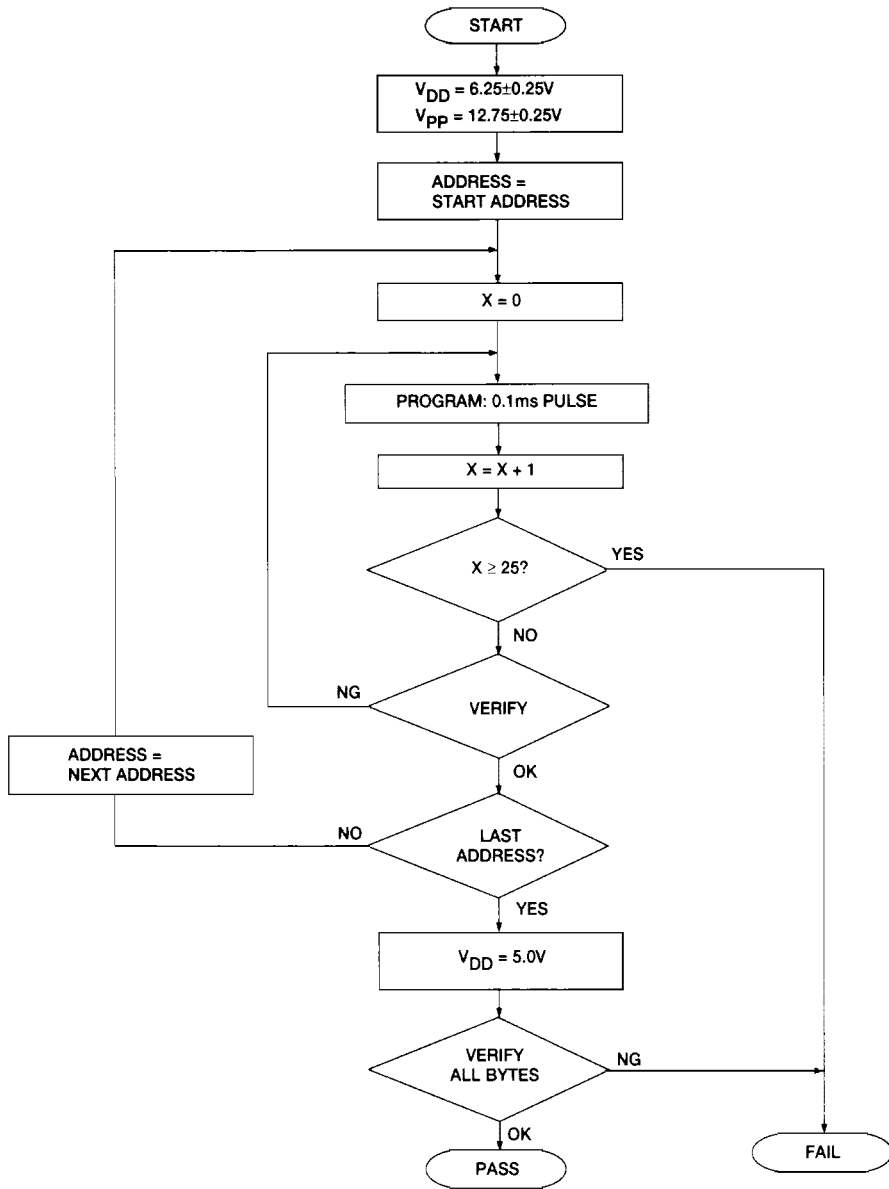 START
VDD = 6.25±0.25V
VPP = 12.75±0.25V
ADDRESS =
START ADDRESS
X = 0
PROGRAM: 0.1ms PULSE
X = X + 1
X ≥ 25?
YES
NO
VERIFY
NG
OK
ADDRESS =
NEXT ADDRESS
LAST
ADDRESS?
NO
YES
VDD = 5.0V
VERIFY
ALL BYTES
NG
OK
PASS
FAIL